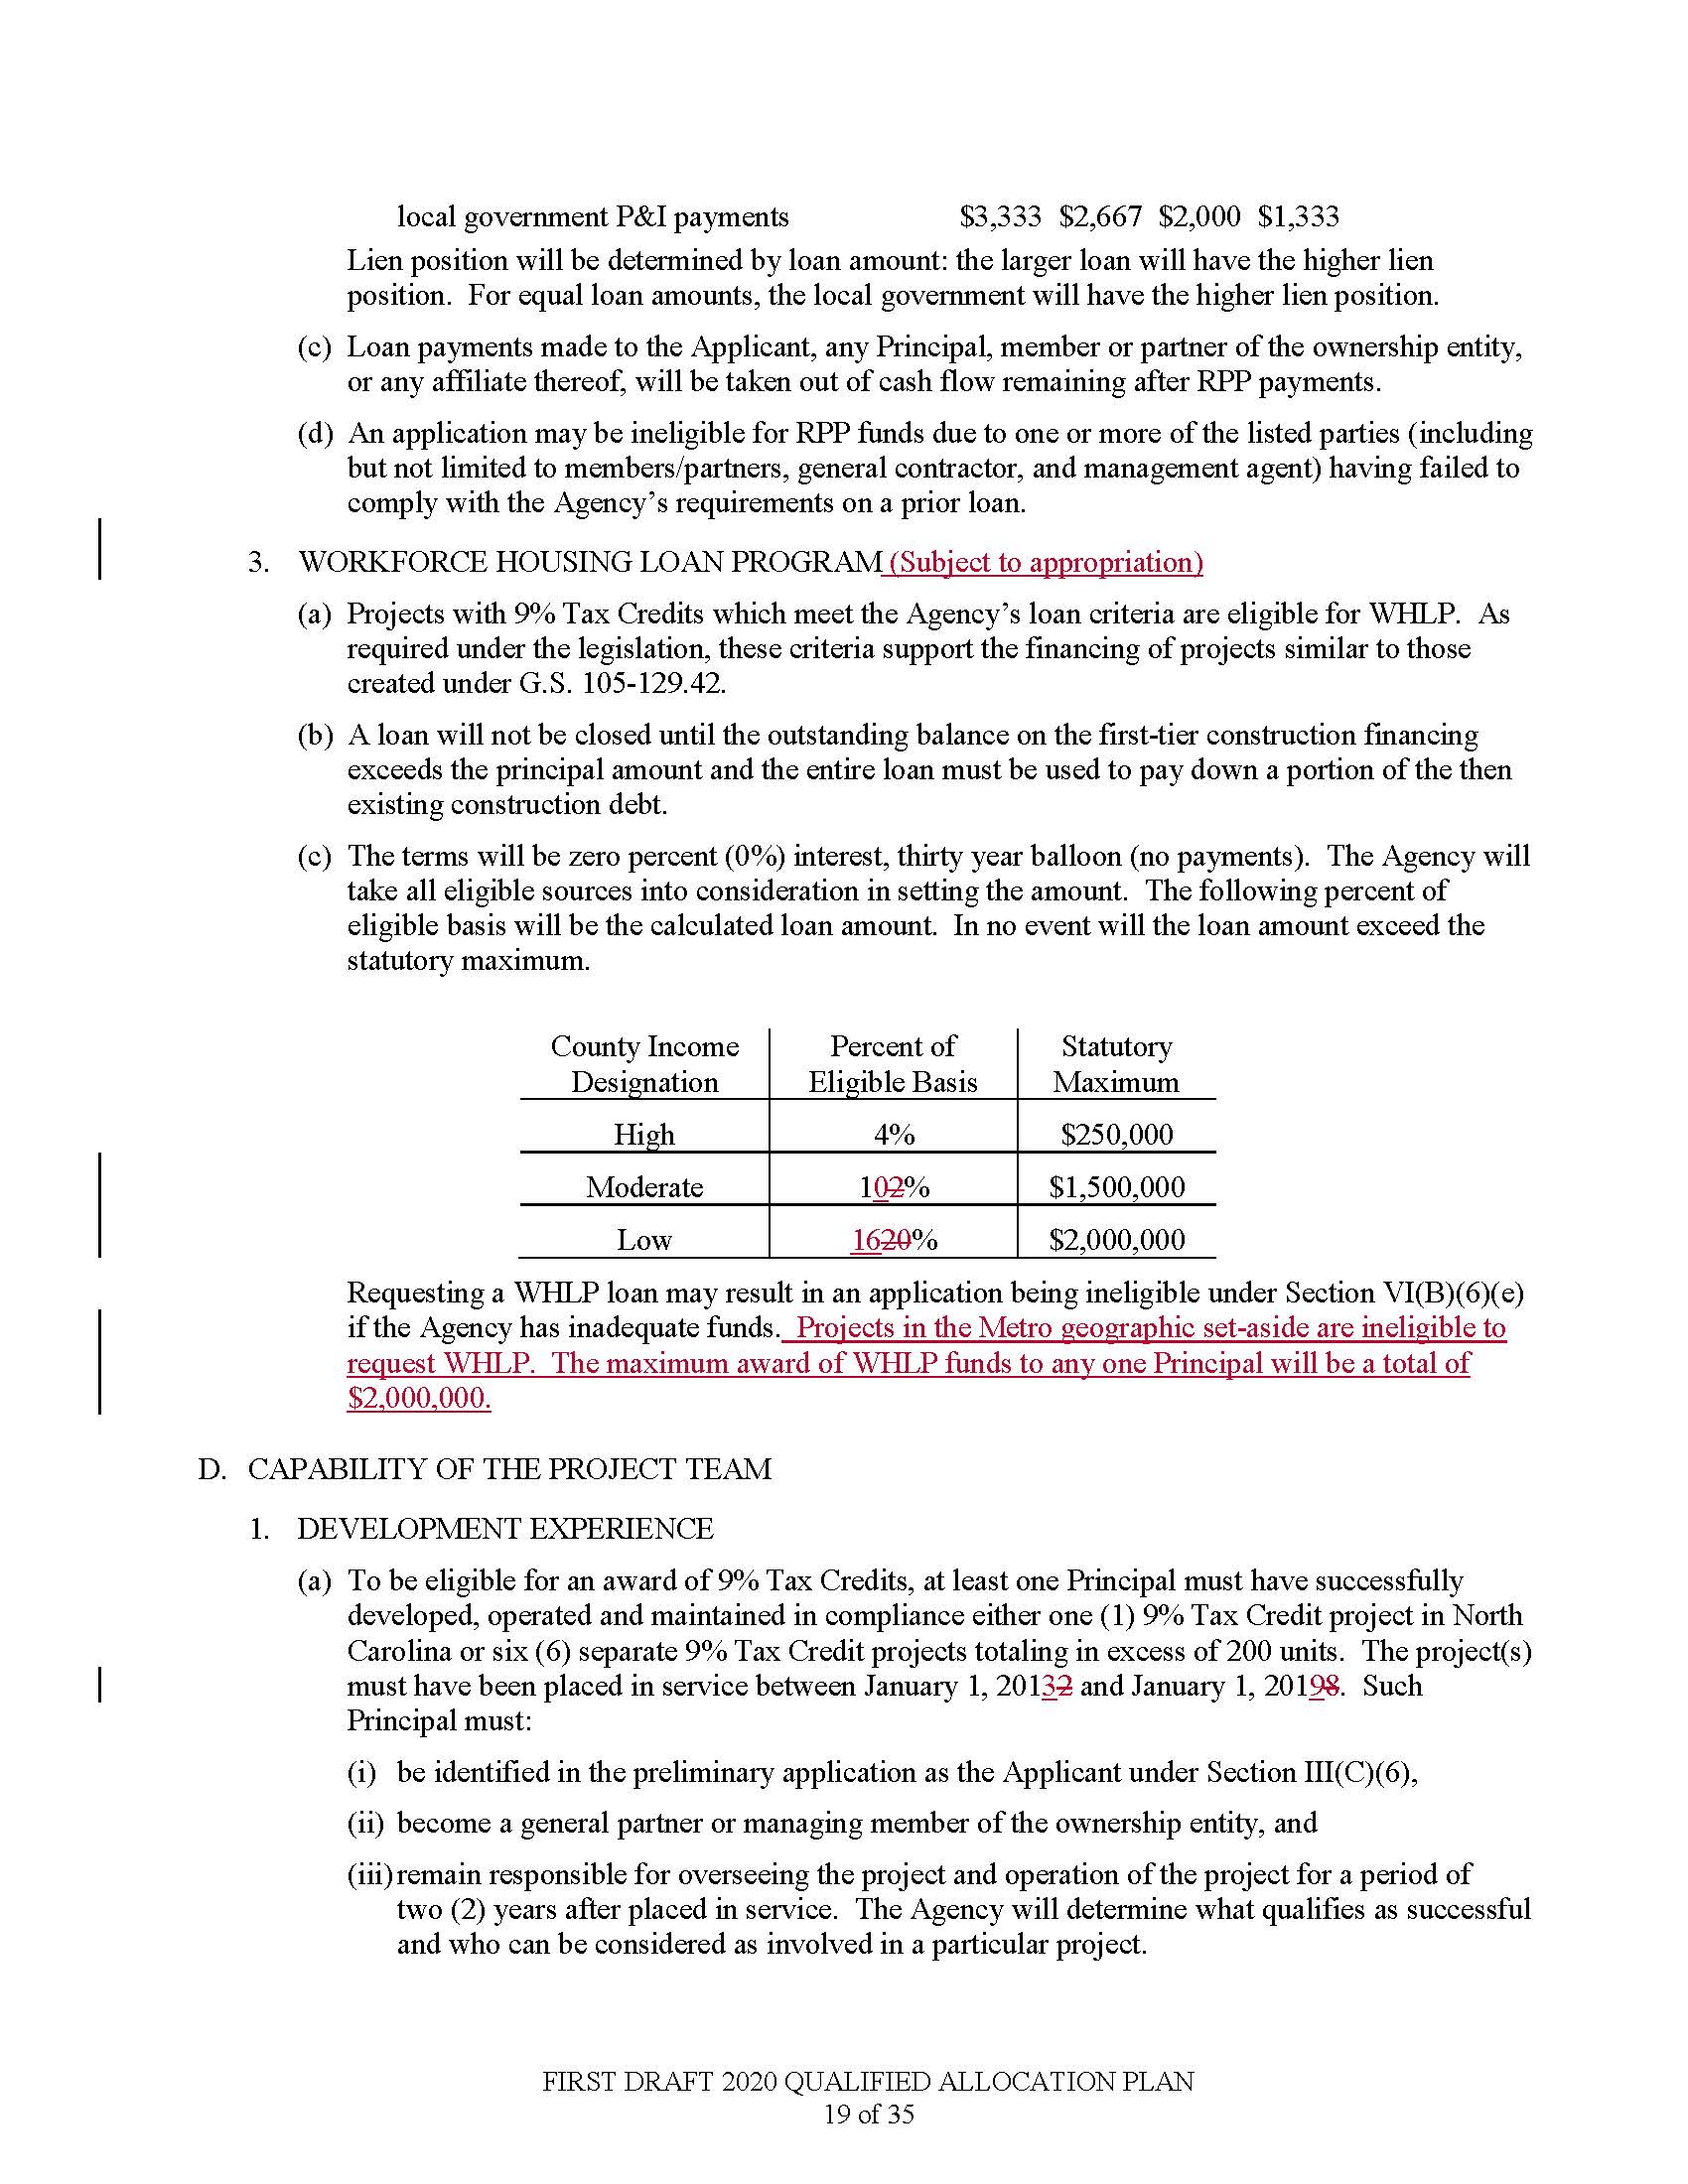 local government P&I payments $3,333 $2,667 $2,000 $1,333
Lien position will be determined by loan amount: the larger loan will have the higher lien
position. For equal loan amounts, the local government will have the higher lien position.
(c) Loan payments made to the Applicant, any Principal, member or partner of the ownership entity,
or any affiliate thereof, will be taken out of cash flow remaining after RPP payments.
(d) An application may be ineligible for RPP funds due to one or more of the listed parties (including
but not limited to members/partners, general contractor, and management agent) having failed to
comply with the Agency’s requirements on a prior loan.
3. WORKFORCE HOUSING LOAN PROGRAM (Subject to appropriation)
(a) Projects with 9% Tax Credits which meet the Agency’s loan criteria are eligible for WHLP. As
required under the legislation, these criteria support the financing of projects similar to those
created under G.S. 105-129.42.
(b) A loan will not be closed until the outstanding balance on the first-tier construction financing
exceeds the principal amount and the entire loan must be used to pay down a portion of the then
existing construction debt.
(c) The terms will be zero percent (0%) interest, thirty year balloon (no payments). The Agency will
take all eligible sources into consideration in setting the amount. The following percent of
eligible basis will be the calculated loan amount. In no event will the loan amount exceed the
statutory maximum.
County Income Percent of Statutory
Designation Eligible Basis Maximum
High 4% $250,000
Moderate 102% $1,500,000
Low 1620% $2,000,000
Requesting a WHLP loan may result in an application being ineligible under Section VI(B)(6)(e)
if the Agency has inadequate funds. Projects in the Metro geographic set-aside are ineligible to
request WHLP. The maximum award of WHLP funds to any one Principal will be a total of
$2,000,000.
D. CAPABILITY OF THE PROJECT TEAM
1. DEVELOPMENT EXPERIENCE
(a) To be eligible for an award of 9% Tax Credits, at least one Principal must have successfully
developed, operated and maintained in compliance either one (1) 9% Tax Credit project in North
Carolina or six (6) separate 9% Tax Credit projects totaling in excess of 200 units. The project(s)
must have been placed in service between January 1, 20132 and January 1, 20198. Such
Principal must:
(i) be identified in the preliminary application as the Applicant under Section III(C)(6),
(ii) become a general partner or managing member of the ownership entity, and
(iii) remain responsible for overseeing the project and operation of the project for a period of
two (2) years after placed in service. The Agency will determine what qualifies as successful
and who can be considered as involved in a particular project.
FIRST DRAFT 2020 QUALIFIED ALLOCATION PLAN
19 of 35